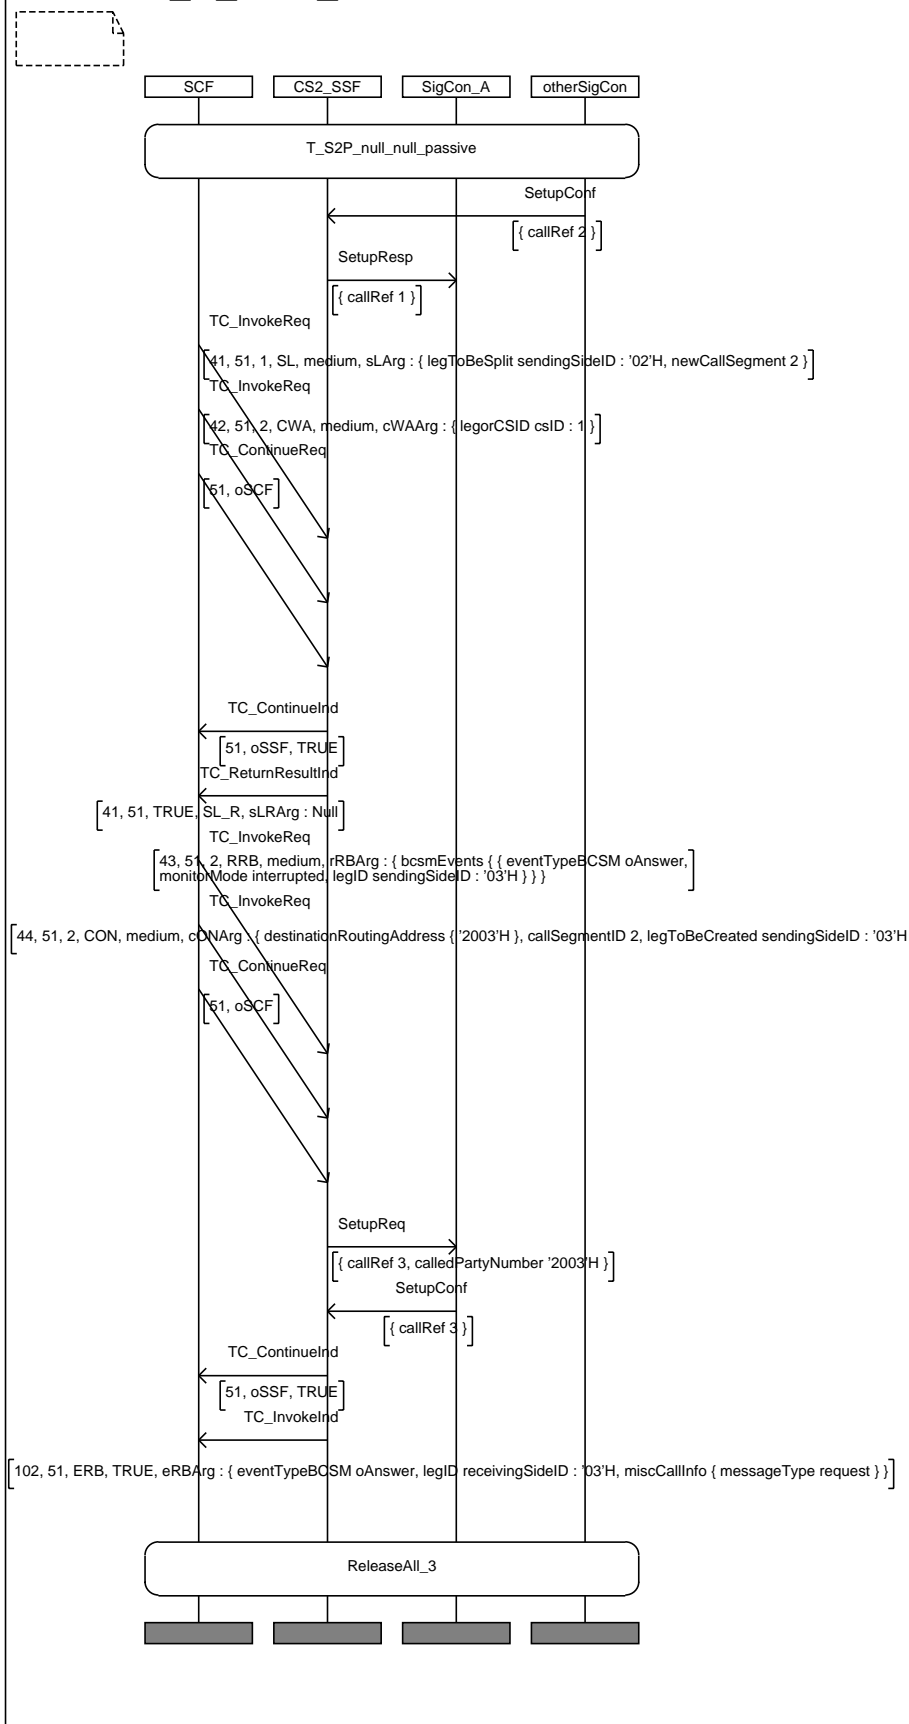 SCF CS2_SSF SigCon_A otherSigCon
T_S2P_null_null_passive
SetupConf
{ callRef 2 }
SetupResp
{ callRef 1 }
TC_InvokeReq
41, 51, 1, SL, medium, sLArg : { legToBeSplit sendingSideID : '02'H, newCallSegment 2 }
TC_InvokeReq
42, 51, 2, CWA, medium, cWAArg : { legorCSID csID : 1 }
TC_ContinueReq
51, oSCF
TC_ContinueInd
51, oSSF, TRUE
TC_ReturnResultInd
41, 51, TRUE, SL_R, sLRArg : Null
TC_InvokeReq
43, 51, 2, RRB, medium, rRBArg : { bcsmEvents { { eventTypeBCSM oAnswer,
monitorMode interrupted, legID sendingSideID : '03'H } } }
TC_InvokeReq
44, 51, 2, CON, medium, cONArg : { destinationRoutingAddress { '2003'H }, callSegmentID 2, legToBeCreated sendingSideID : '03'H
TC_ContinueReq
51, oSCF
SetupReq
{ callRef 3, calledPartyNumber '2003'H }
SetupConf
{ callRef 3 }
TC_ContinueInd
51, oSSF, TRUE
TC_InvokeInd
102, 51, ERB, TRUE, eRBArg : { eventTypeBCSM oAnswer, legID receivingSideID : '03'H, miscCallInfo { messageType request } }
ReleaseAll_3